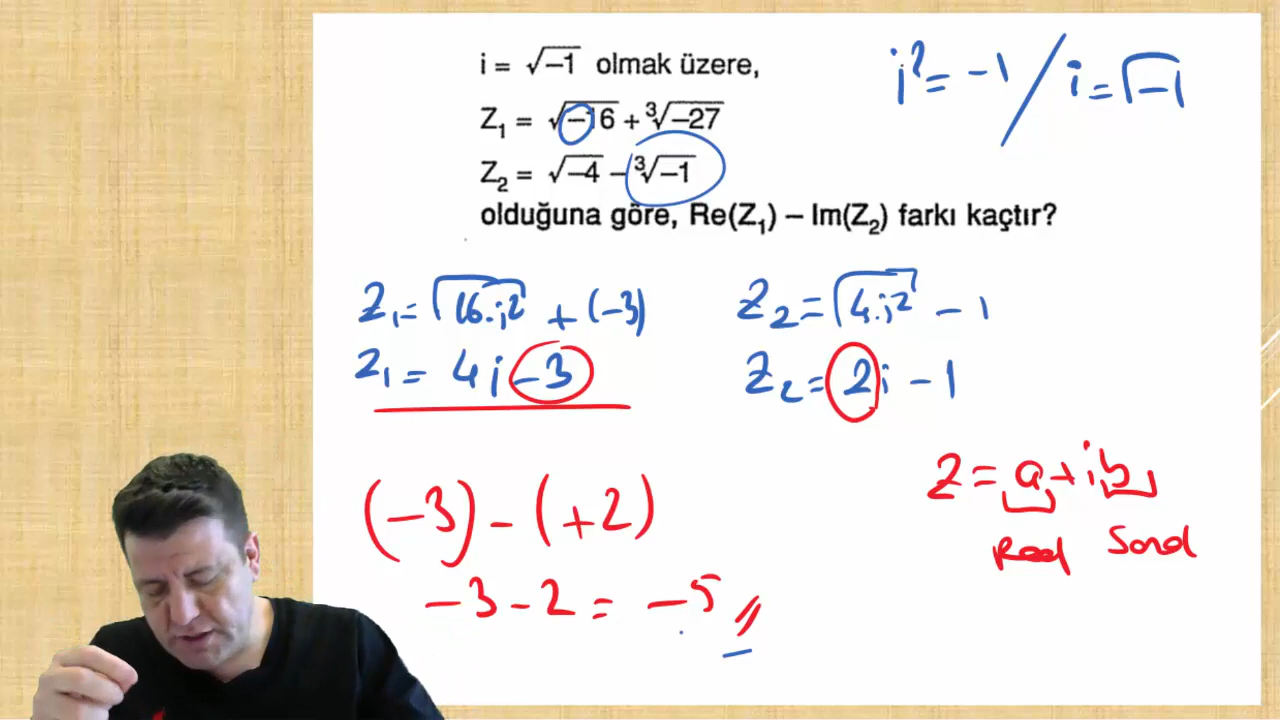 i = √−1 olmak üzere,
i² = −1 / i = √−1
Z₁ = √−16 + ³√−27
Z₂ = √−4 − ³√−1
olduğuna göre, Re(Z₁) − Im(Z₂) farkı kaçtır?
Z₁ = √16.i² + (−3)
Z₂ = √4.i² − 1
Z₁ = 4i −3
Z₂ = 2i − 1
Z = a + ib
Reel Sanal
(−3) − (+2)
−3 − 2 = −5